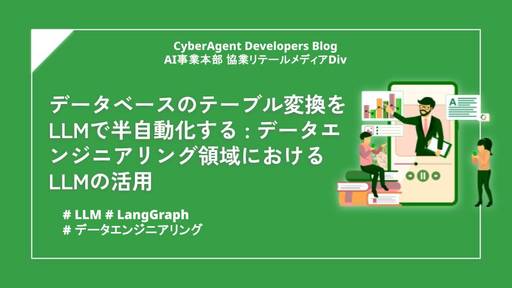 CyberAgent Developers Blog
AI事業本部 協業リテールメディアDiv
データベースのテーブル変換を
LLMで半自動化する：データエ
ンジニアリング領域における
LLMの活用
# LLM # LangGraph
# データエンジニアリング
A